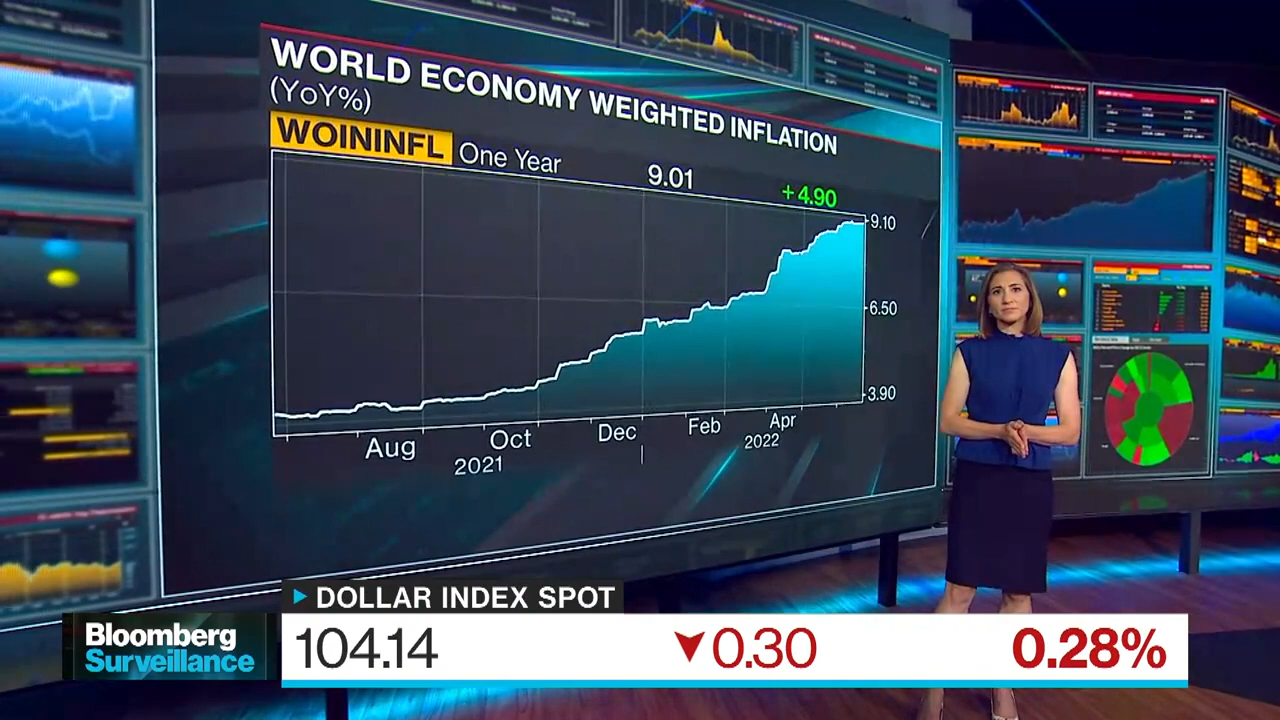 WORLD ECONOMY WEIGHTED INFLATION
(YoY%)
WOININFL One Year 9.01 +4.90
9.10
6.50
3.90
Aug Oct Dec Feb Apr
2021 2022
DOLLAR INDEX SPOT
Bloomberg
Surveillance
104.14 0.30 0.28%